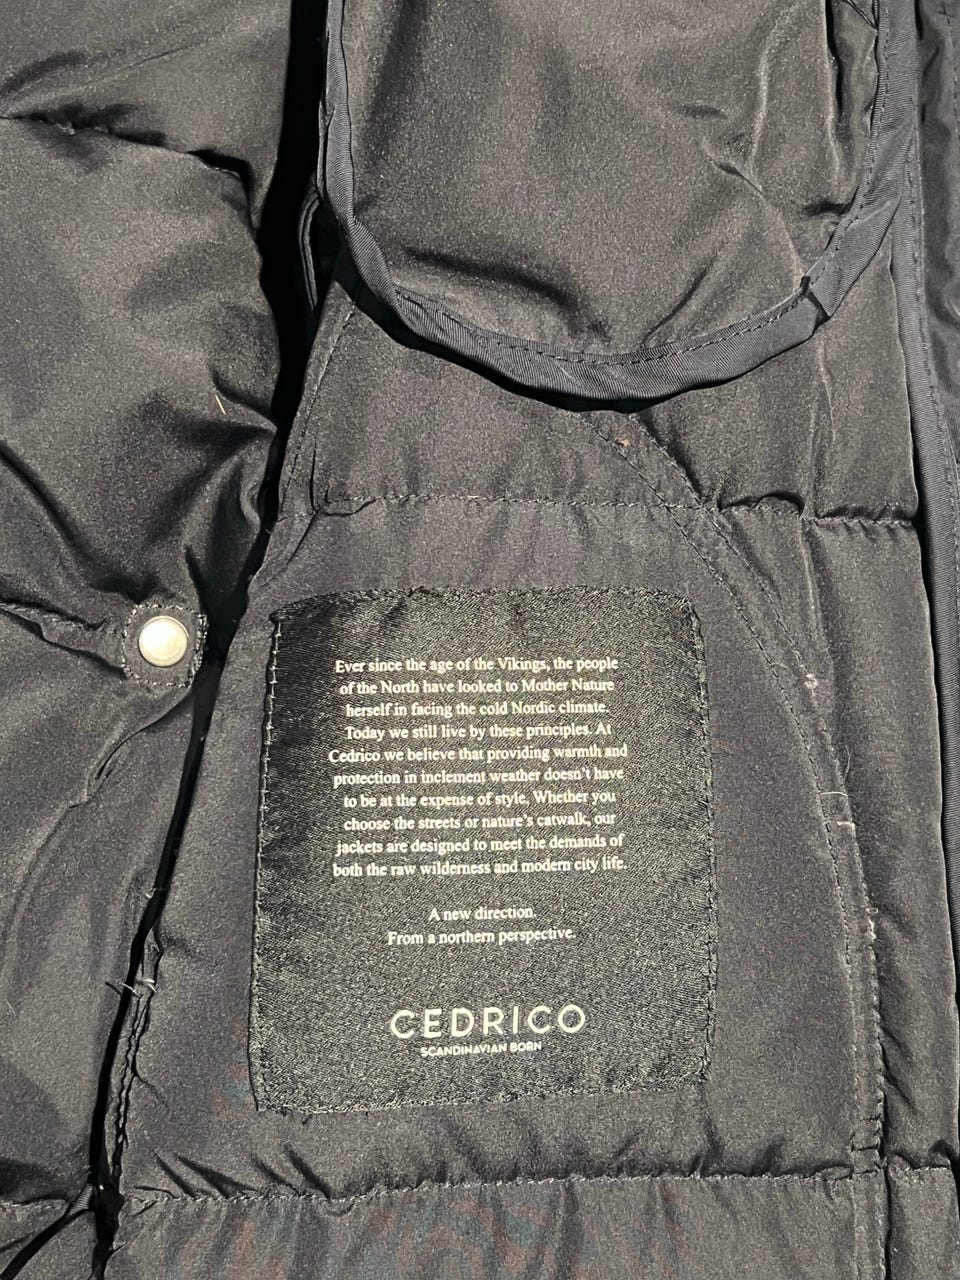 Ever since the age of the Vikings, the people
of the North have looked to Mother Nature
herself in facing the cold Nordic climate.
Today we still live by these principles. At
Cedrico we believe that providing warmth and
protection in inclement weather doesn't have
to be at the expense of style. Whether you
choose the streets or nature's catwalk, our
jackets are designed to meet the demands of
both the raw wilderness and modern city life.
A new direction.
From a northern perspective.
CEDRICO
SCANDINAVIAN BORN